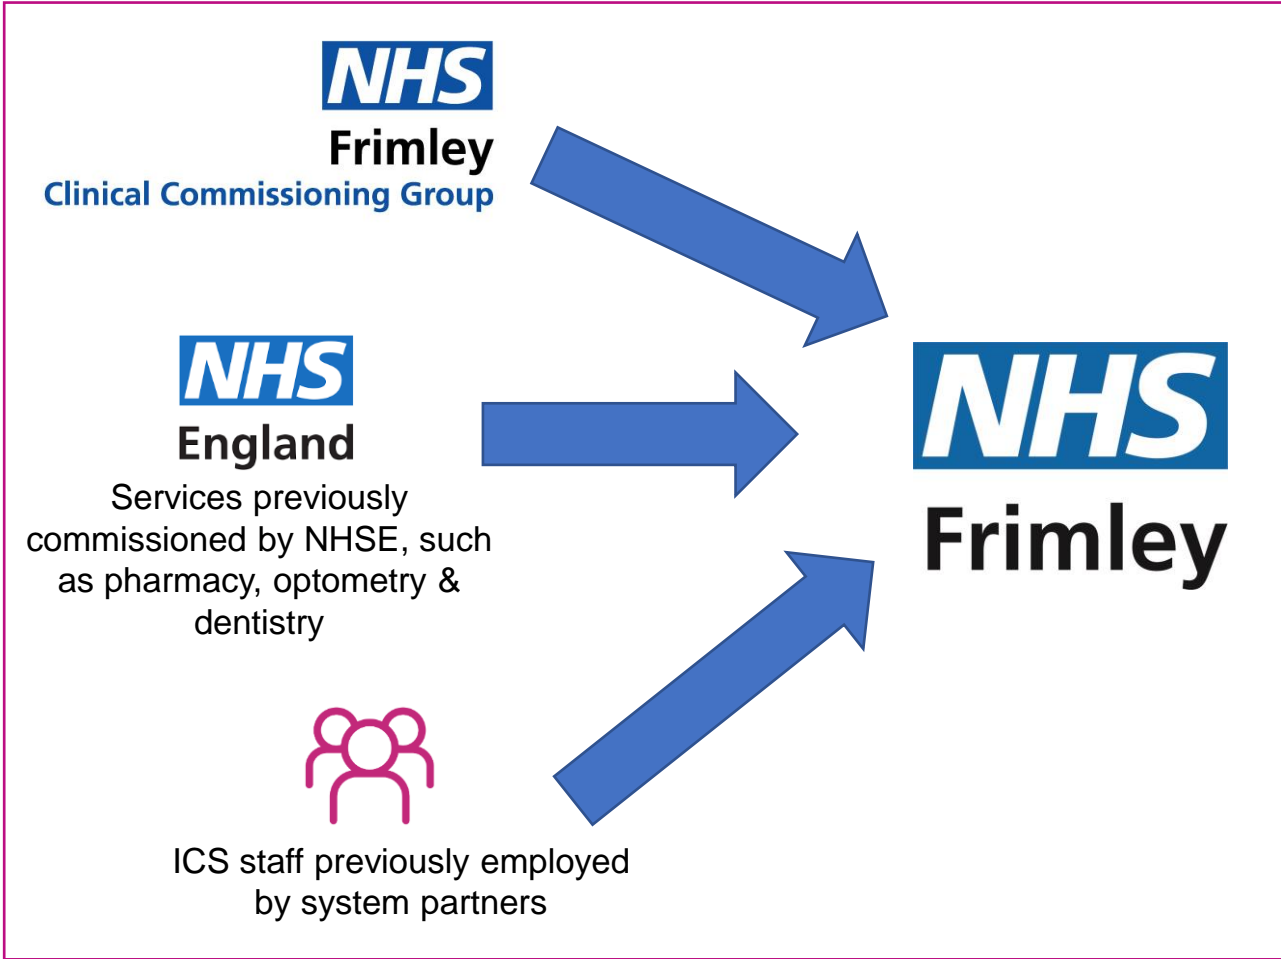 NHS
Frimley
Clinical Commissioning Group
NHS
England
Services previously
commissioned by NHSE, such
as pharmacy, optometry &
dentistry
ICS staff previously employed
by system partners
NHS
Frimley